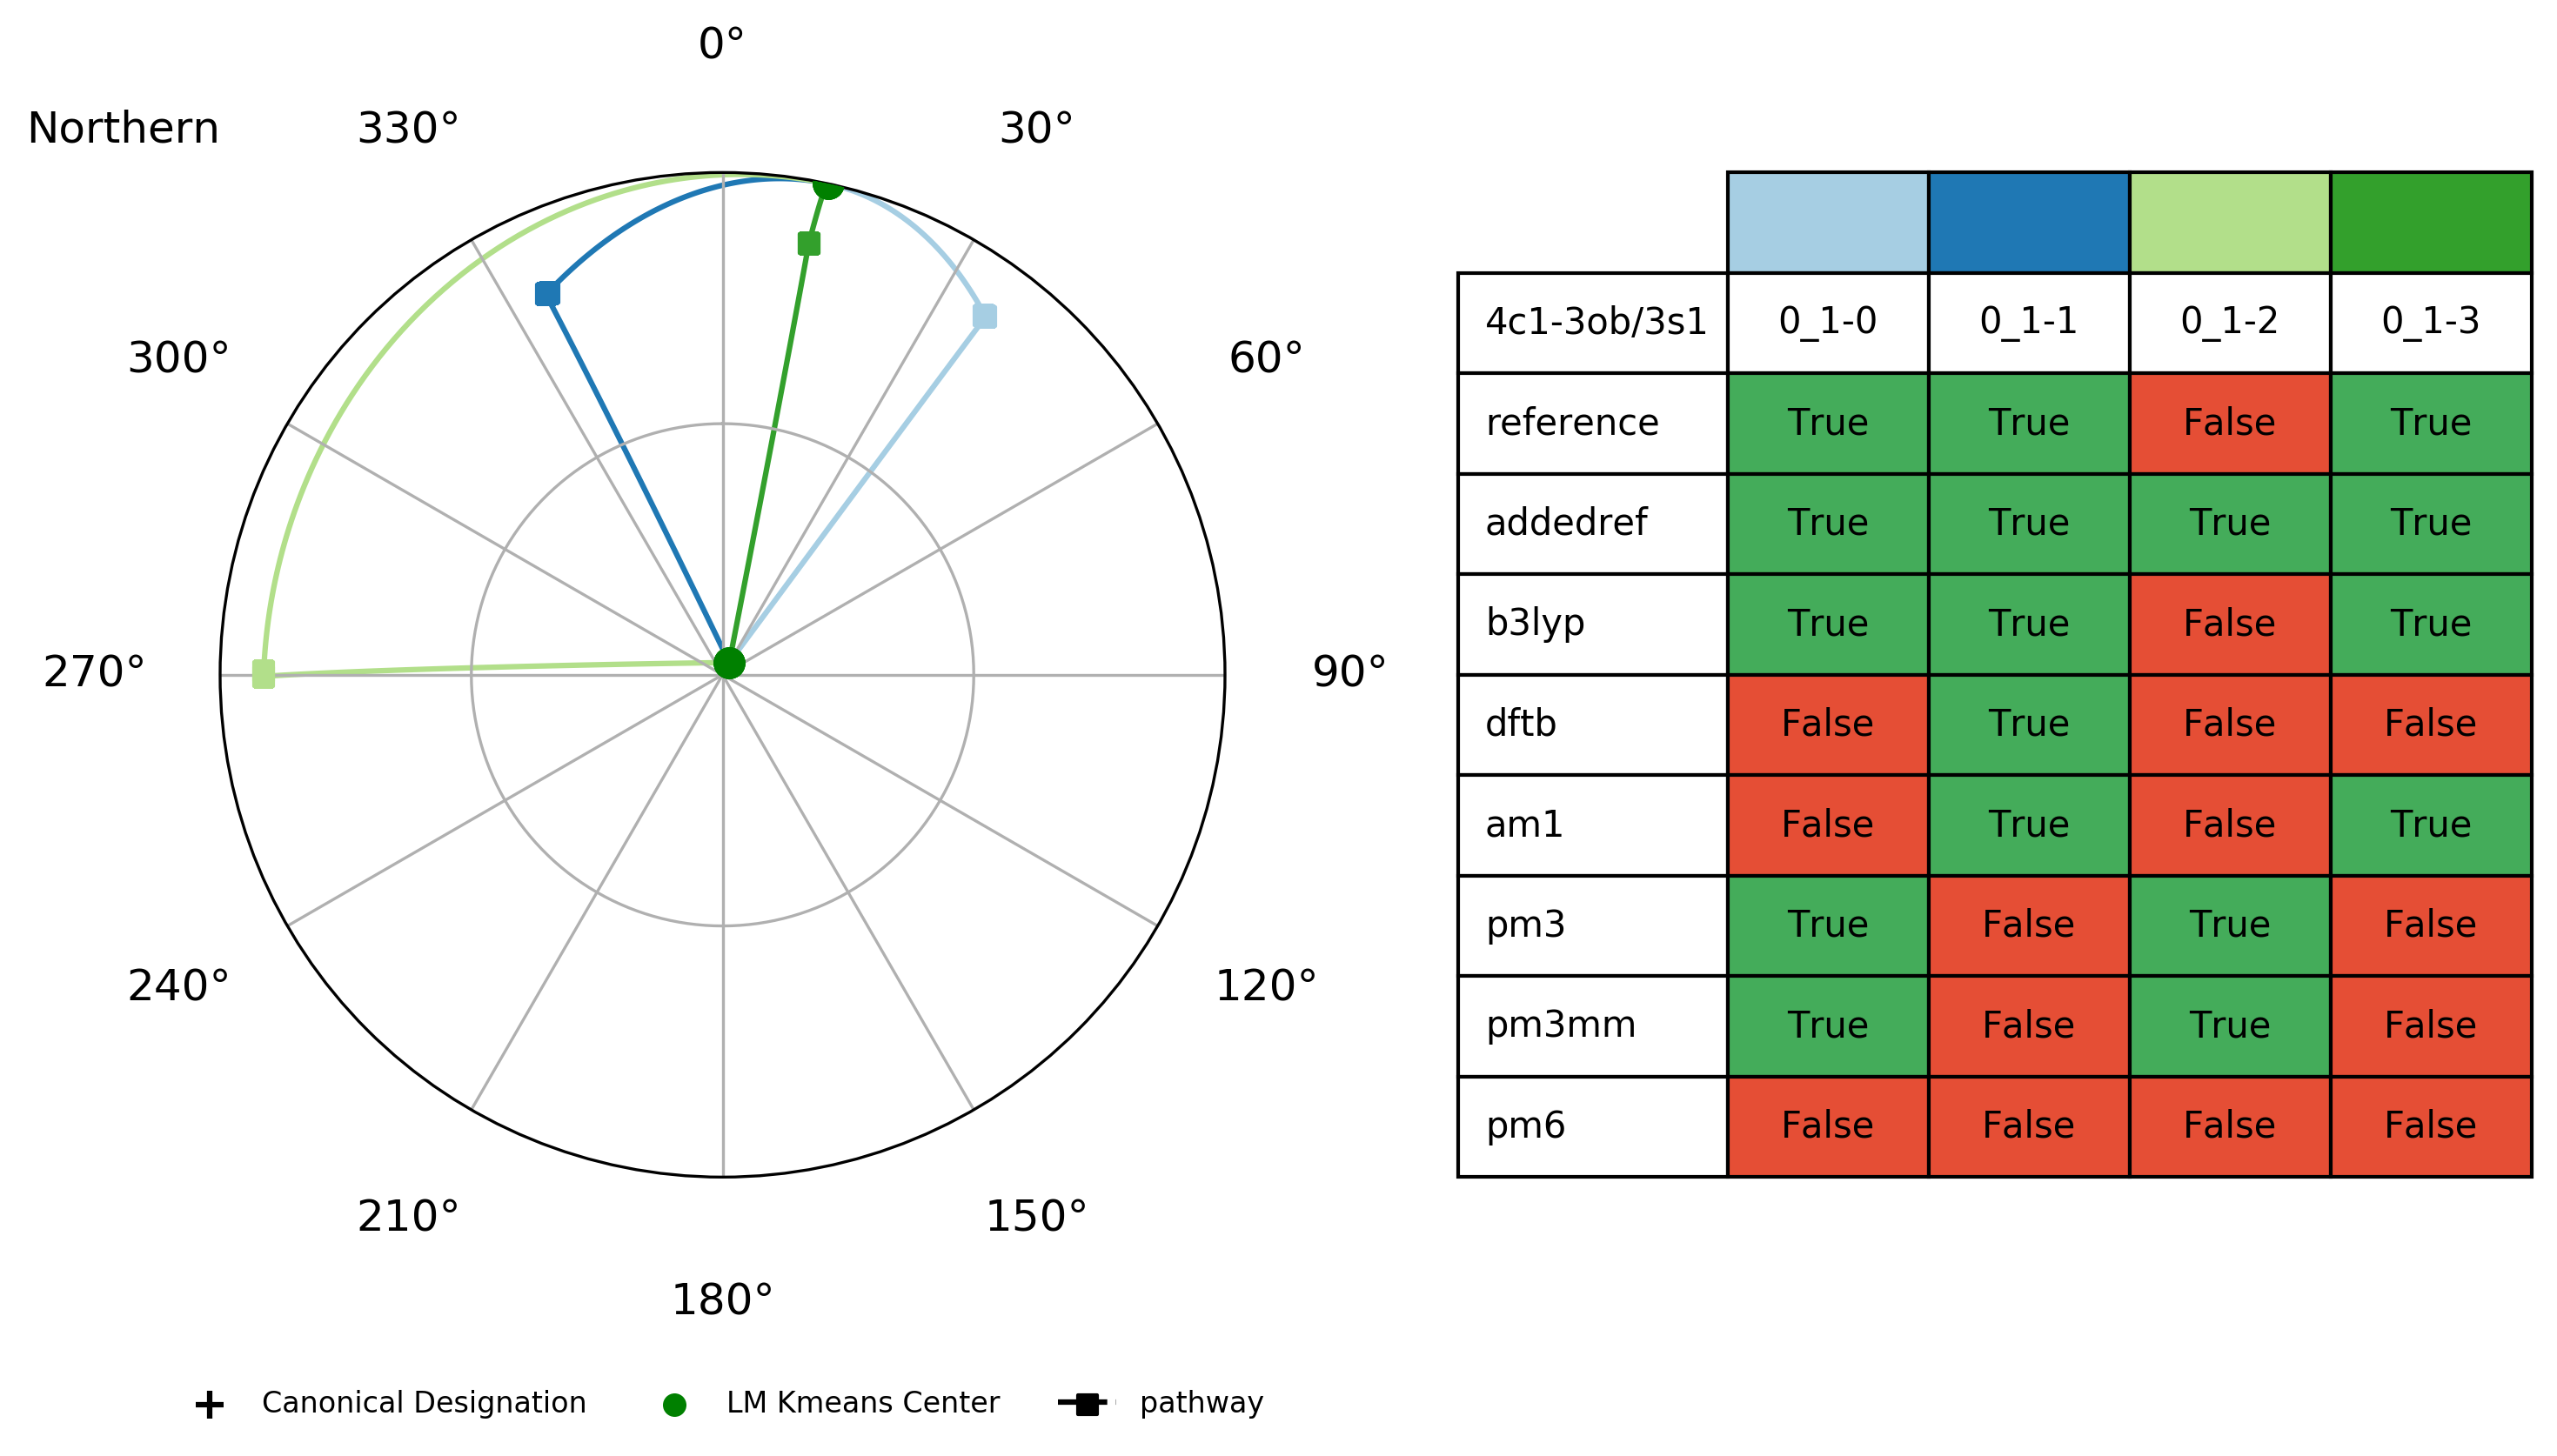 0°
Northern
330°
30°
300°
60°
270°
90°
240°
120°
210°
150°
180°
4c1-3ob/3s1 0_1-0 0_1-1 0_1-2 0_1-3
reference True True False True
addedref True True True True
b3lyp True True False True
dftb False True False False
am1 False True False True
pm3 True False True False
pm3mm True False True False
pm6 False False False False
Canonical Designation LM Kmeans Center pathway